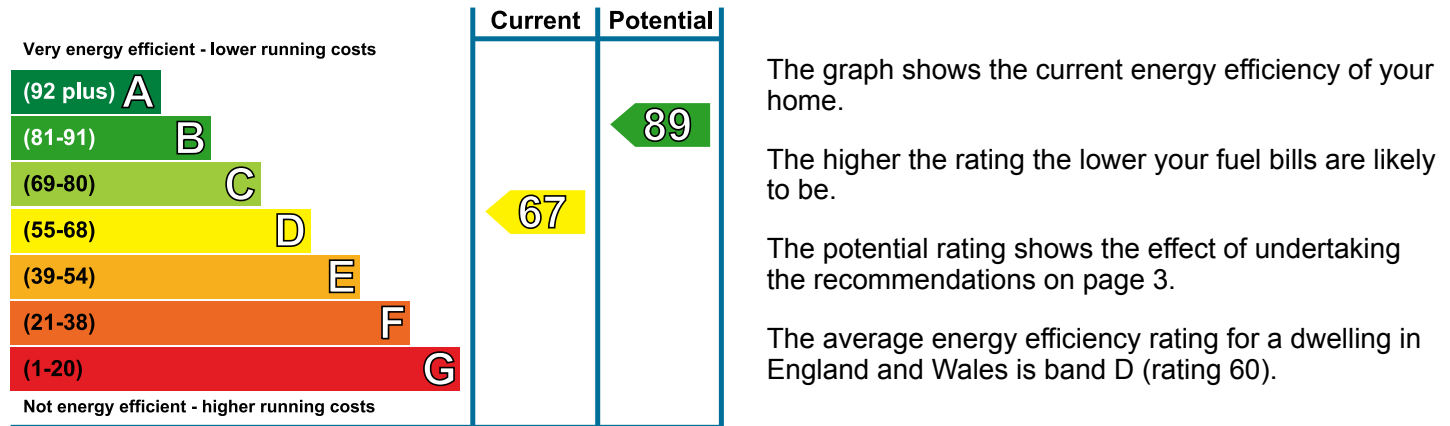 Current Potential
Very energy efficient - lower running costs
(92 plus) A
(81-91) B
(69-80) C
(55-68) D
(39-54) E
(21-38) F
(1-20) G
Not energy efficient - higher running costs
67
89
The graph shows the current energy efficiency of your
home.
The higher the rating the lower your fuel bills are likely
to be.
The potential rating shows the effect of undertaking
the recommendations on page 3.
The average energy efficiency rating for a dwelling in
England and Wales is band D (rating 60).